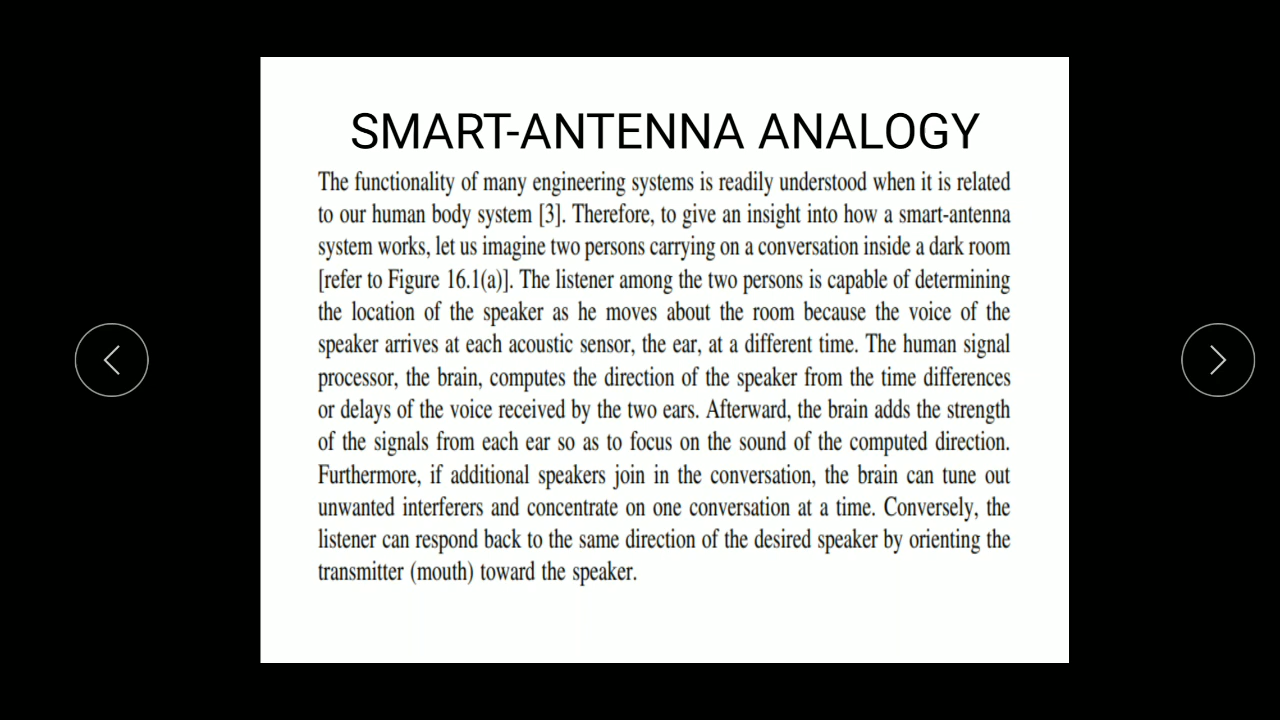 SMART-ANTENNA ANALOGY
The functionality of many engineering systems is readily understood when it is related
to our human body system [3]. Therefore, to give an insight into how a smart-antenna
system works, let us imagine two persons carrying on a conversation inside a dark room
[refer to Figure 16.1(a)]. The listener among the two persons is capable of determining
the location of the speaker as he moves about the room because the voice of the
speaker arrives at each acoustic sensor, the ear, at a different time. The human signal
processor, the brain, computes the direction of the speaker from the time differences
or delays of the voice received by the two ears. Afterward, the brain adds the strength
of the signals from each ear so as to focus on the sound of the computed direction.
Furthermore, if additional speakers join in the conversation, the brain can tune out
unwanted interferers and concentrate on one conversation at a time. Conversely, the
listener can respond back to the same direction of the desired speaker by orienting the
transmitter (mouth) toward the speaker.